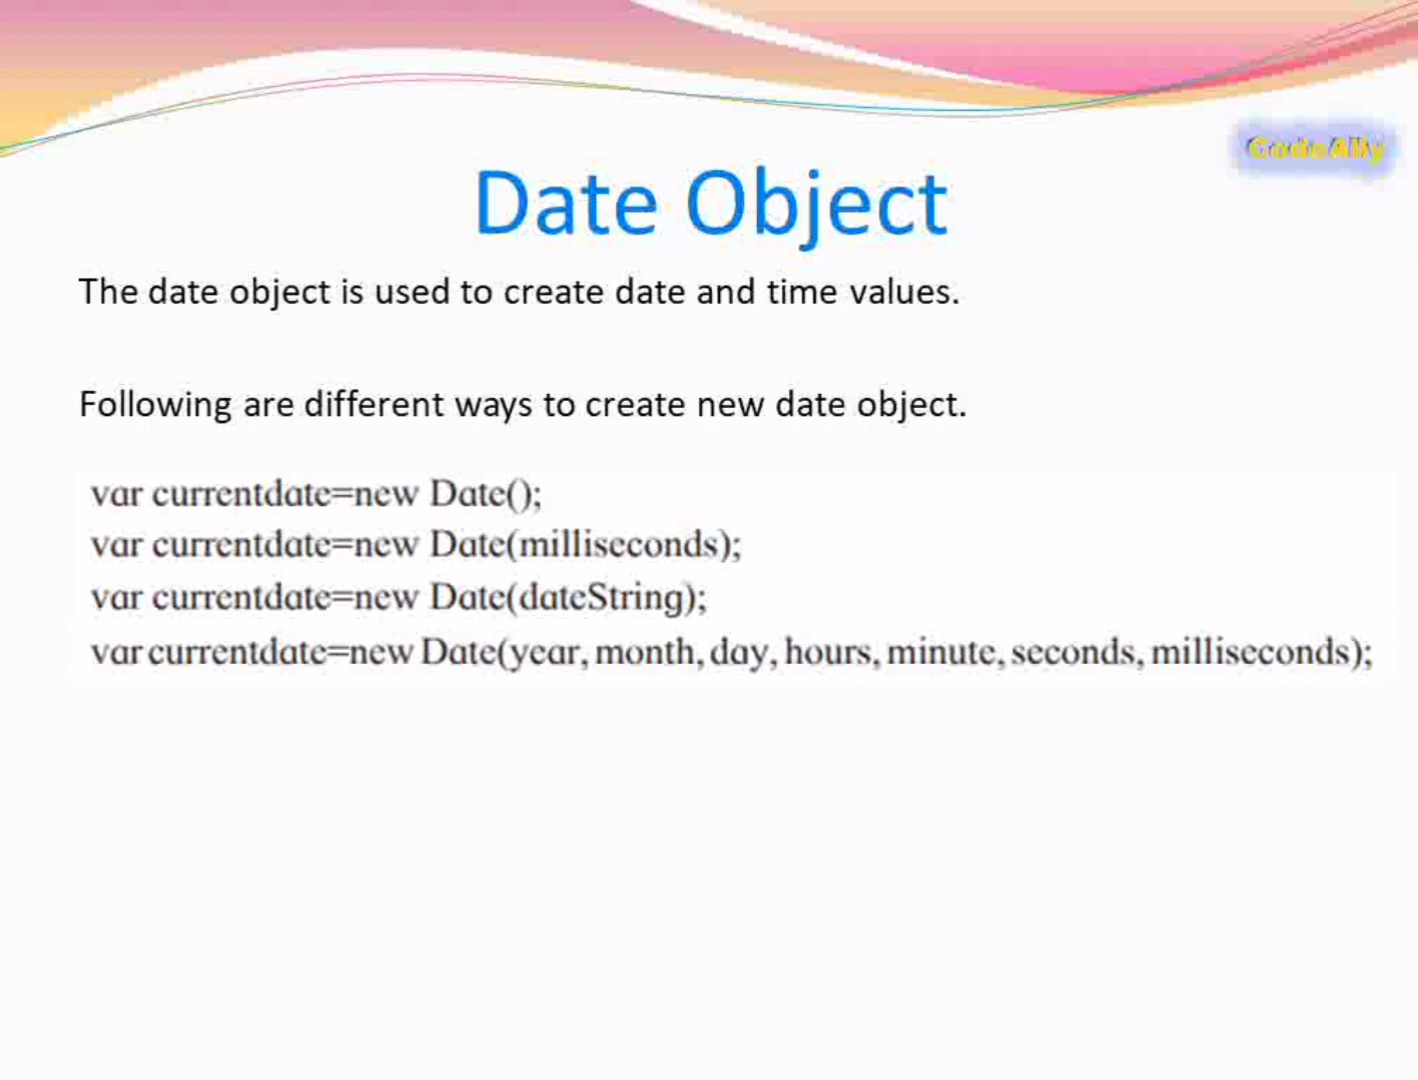 CodeAlly
Date Object
The date object is used to create date and time values.
Following are different ways to create new date object.
var currentdate=new Date();
var currentdate=new Date(milliseconds);
var currentdate=new Date(dateString);
var currentdate=new Date(year, month, day, hours, minute, seconds, milliseconds);